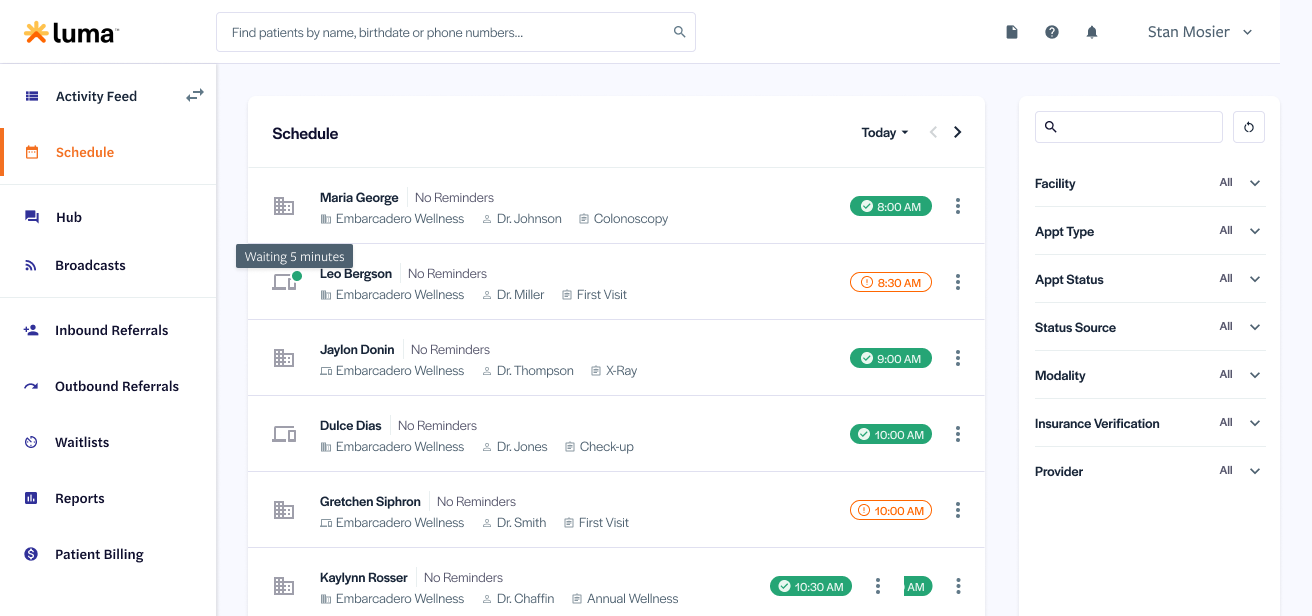 luma™
Find patients by name, birthdate or phone numbers...
Stan Mosier
Activity Feed
Schedule
Hub
Broadcasts
Inbound Referrals
Outbound Referrals
Waitlists
Reports
Patient Billing
Schedule
Today
Maria George No Reminders
8:00 AM
Embarcadero Wellness Dr. Johnson Colonoscopy
Waiting 5 minutes
Leo Bergson No Reminders
8:30 AM
Embarcadero Wellness Dr. Miller First Visit
Jaylon Donin No Reminders
9:00 AM
Embarcadero Wellness Dr. Thompson X-Ray
Dulce Dias No Reminders
10:00 AM
Embarcadero Wellness Dr. Jones Check-up
Gretchen Siphron No Reminders
10:00 AM
Embarcadero Wellness Dr. Smith First Visit
Kaylynn Rosser No Reminders
10:30 AM
AM
Embarcadero Wellness Dr. Chaffin Annual Wellness
Facility All
Appt Type All
Appt Status All
Status Source All
Modality All
Insurance Verification All
Provider All